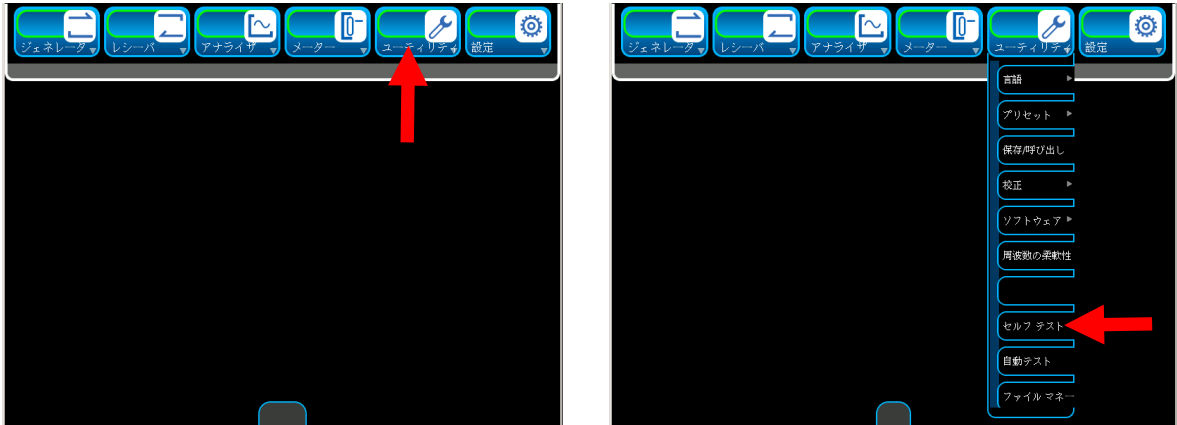 ジェネレータ レシーバ アナライザ メーター ユーティリティ 設定
ジェネレータ レシーバ アナライザ メーター ユーティリティ 設定
言語
プリセット
保存/呼び出し
校正
ソフトウェア
周波数の柔軟性
セルフ テスト
自動テスト
ファイル マネー